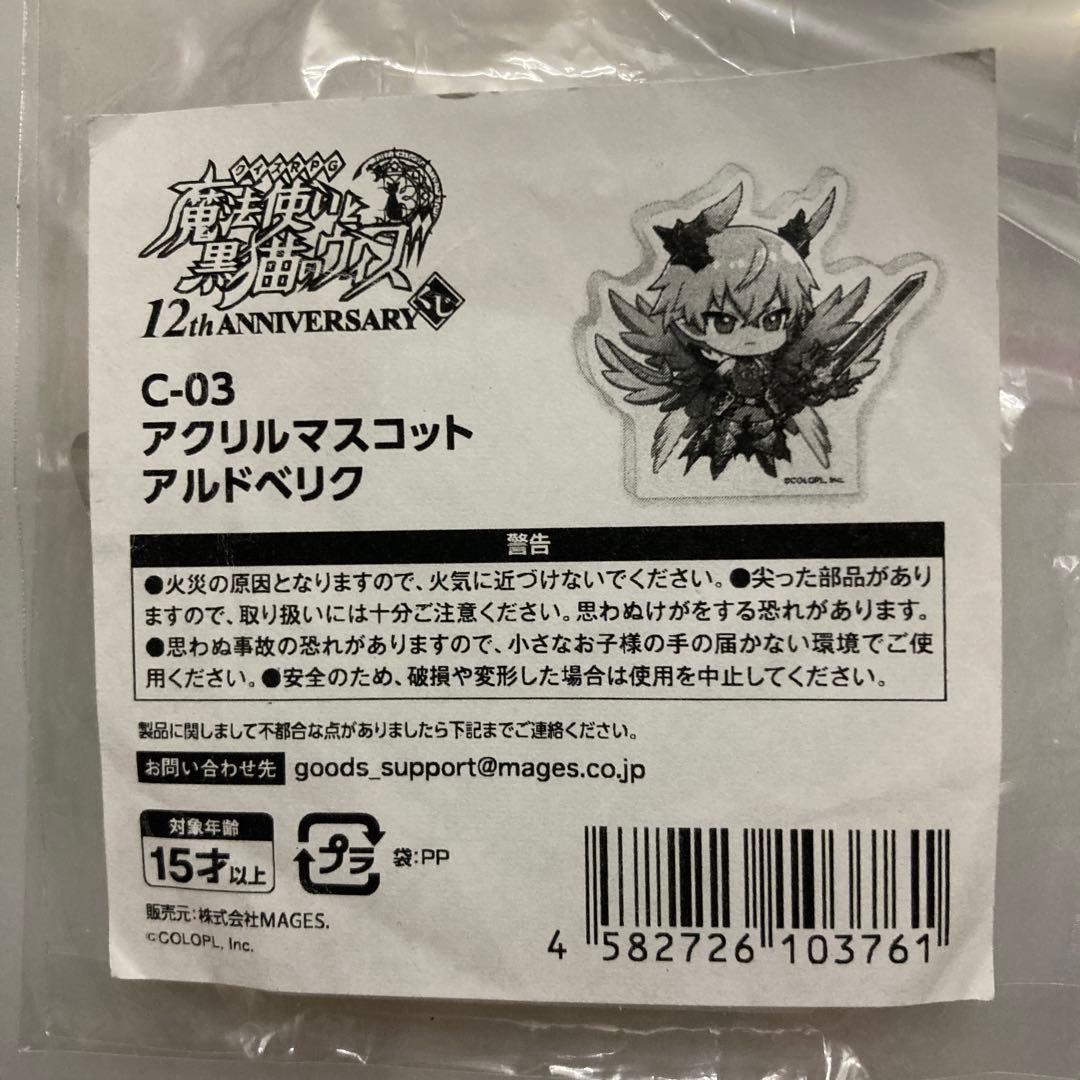 クイズRPG
魔法使いと
黒猫のウィズ
12th ANNIVERSARY
C-03
アクリルマスコット
アルドベリク
©COLOPL, Inc.
警告
●火災の原因となりますので、火気に近づけないでください。●尖った部品があり
ますので、取り扱いには十分ご注意ください。思わぬけがをする恐れがあります。
●思わぬ事故の恐れがありますので、小さなお子様の手の届かない環境でご使
用ください。●安全のため、破損や変形した場合は使用を中止してください。
製品に関しまして不都合な点がありましたら下記までご連絡ください。
お問い合わせ先 goods_support@mages.co.jp
対象年齢
15才以上
プラ 袋:PP
販売元:株式会社MAGES.
©COLOPL, Inc.
4 582726 103761